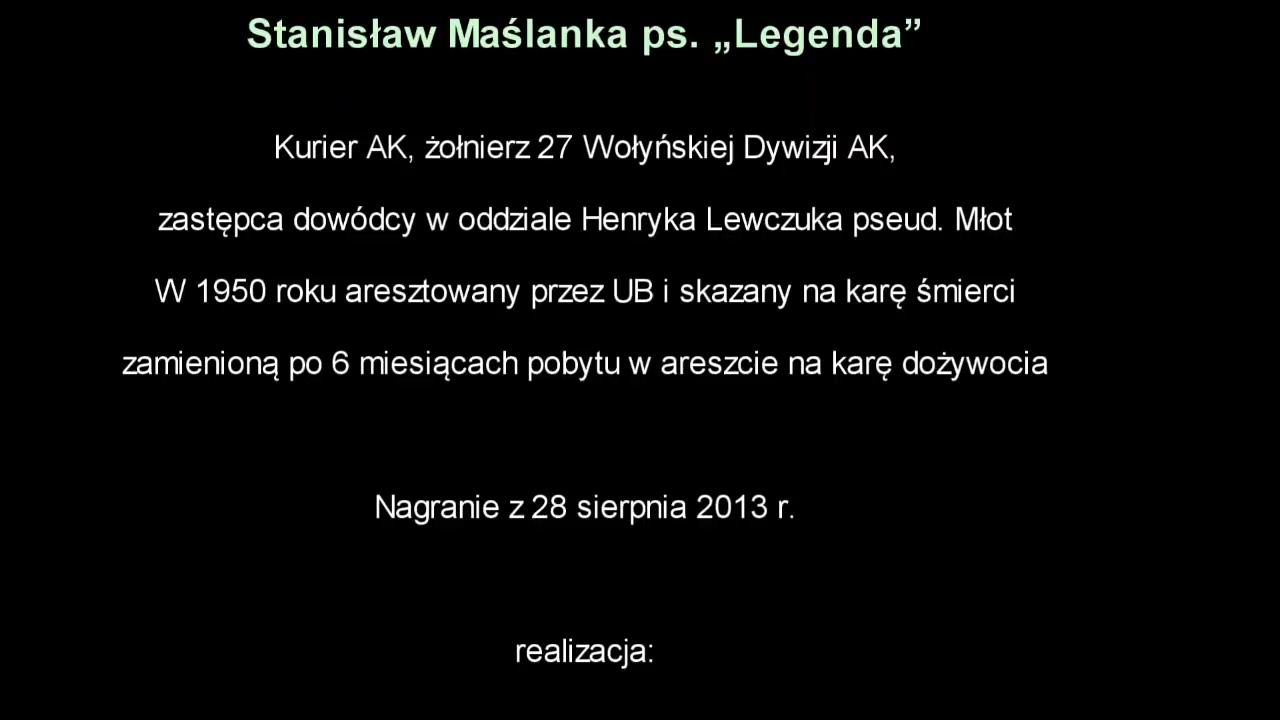 Stanisław Maślanka ps. „Legenda”
Kurier AK, żołnierz 27 Wołyńskiej Dywizji AK,
zastępca dowódcy w oddziale Henryka Lewczuka pseud. Młot
W 1950 roku aresztowany przez UB i skazany na karę śmierci
zamienioną po 6 miesiącach pobytu w areszcie na karę dożywocia
Nagranie z 28 sierpnia 2013 r.
realizacja: